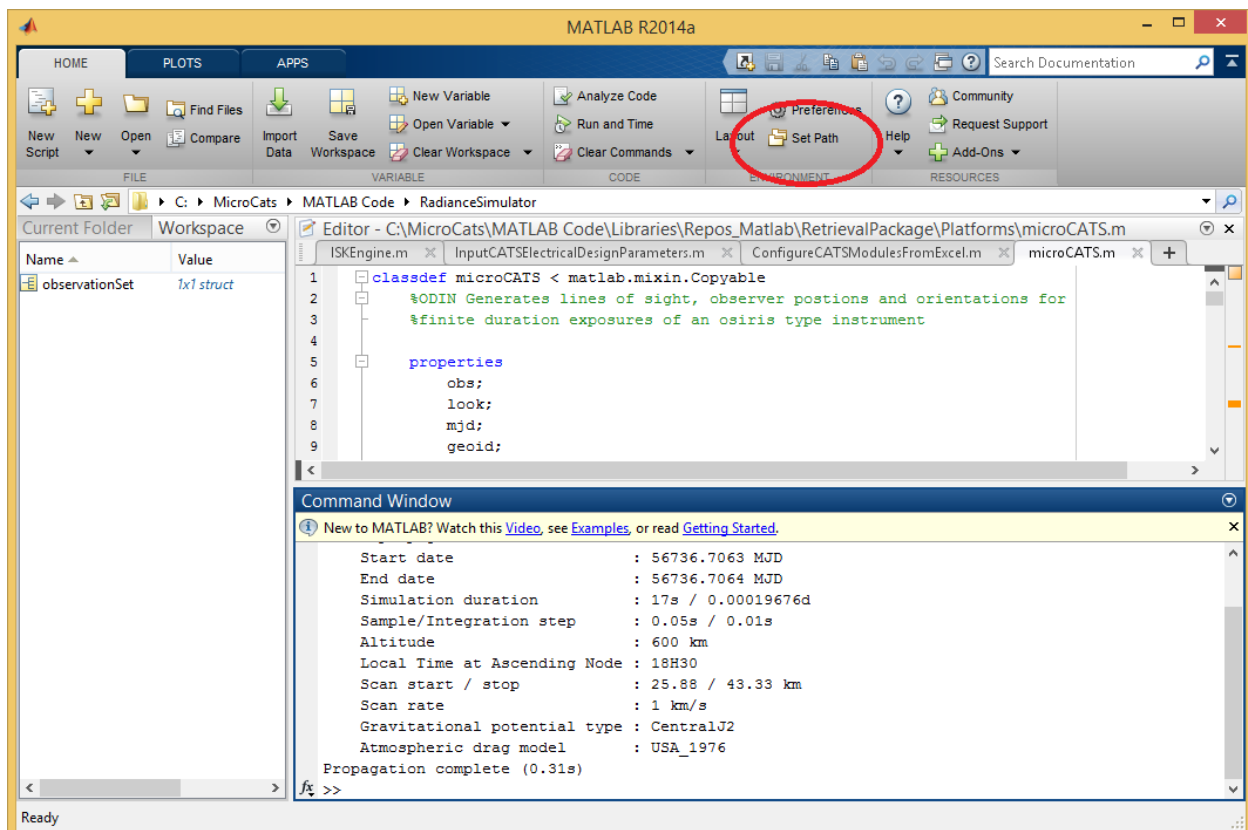 MATLAB R2014a
HOME PLOTS APPS
Search Documentation
New Script
New
Open
Find Files
Compare
Import Data
Save Workspace
New Variable
Open Variable
Clear Workspace
Analyze Code
Run and Time
Clear Commands
Layout
Preferences
Set Path
Help
Community
Request Support
Add-Ons
FILE VARIABLE CODE ENVIRONMENT RESOURCES
C: MicroCats MATLAB Code RadianceSimulator
Current Folder Workspace
Name Value
observationSet 1x1 struct
Editor - C:\MicroCats\MATLAB Code\Libraries\Repos_Matlab\RetrievalPackage\Platforms\microCATS.m
ISKEngine.m InputCATSElectricalDesignParameters.m ConfigureCATSModulesFromExcel.m microCATS.m +
1 classdef microCATS < matlab.mixin.Copyable
2 %ODIN Generates lines of sight, observer postions and orientations for
3 %finite duration exposures of an osiris type instrument
4
5 properties
6 obs;
7 look;
8 mjd;
9 geoid;
Command Window
New to MATLAB? Watch this Video, see Examples, or read Getting Started.
Start date : 56736.7063 MJD
End date : 56736.7064 MJD
Simulation duration : 17s / 0.00019676d
Sample/Integration step : 0.05s / 0.01s
Altitude : 600 km
Local Time at Ascending Node : 18H30
Scan start / stop : 25.88 / 43.33 km
Scan rate : 1 km/s
Gravitational potential type : CentralJ2
Atmospheric drag model : USA_1976
Propagation complete (0.31s)
fx >>
Ready